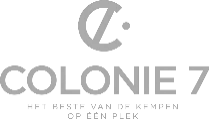 COLONIE 7
HET BESTE VAN DE KEMPEN
OP ÉÉN PLEK